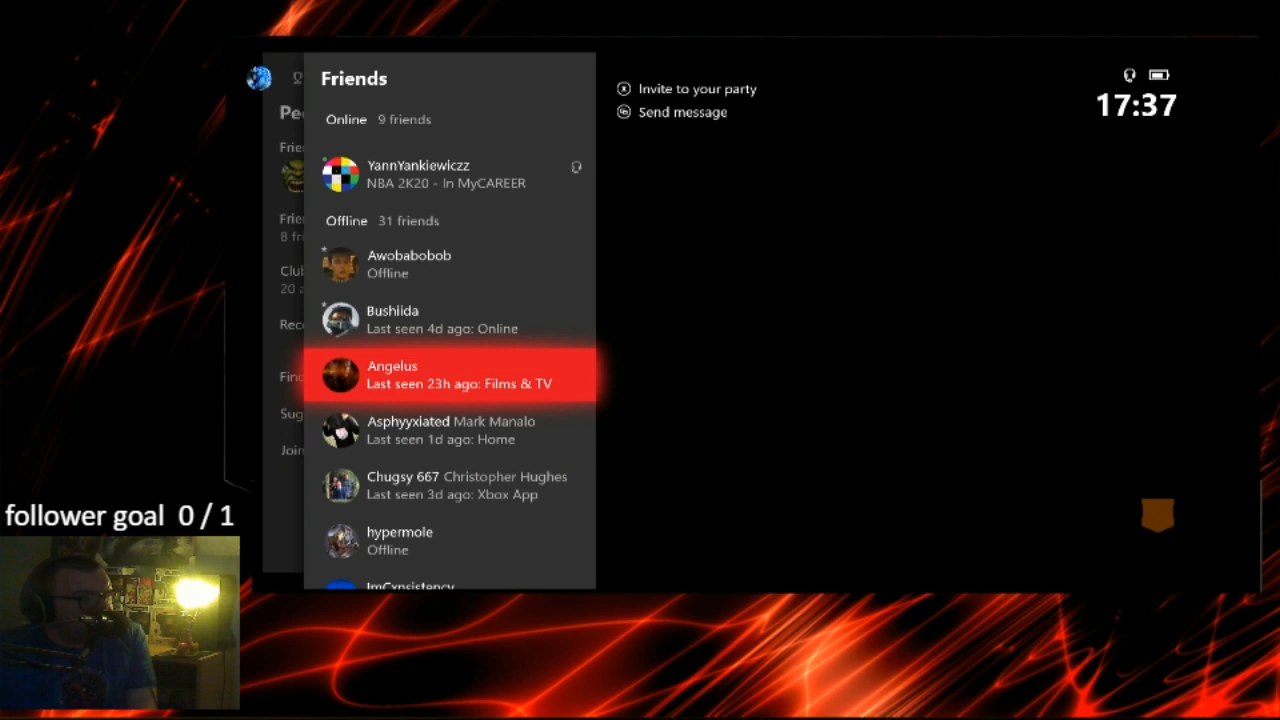 Friends
Invite to your party
Send message
17:37
Online 9 friends
YannYankiewiczz
NBA 2K20 - In MyCAREER
Offline 31 friends
Awobabobob
Offline
Bushiida
Last seen 4d ago: Online
Angelus
Last seen 23h ago: Films & TV
Asphyyxiated Mark Manalo
Last seen 1d ago: Home
Chugsy 667 Christopher Hughes
Last seen 3d ago: Xbox App
hypermole
Offline
ImCxnsistency
follower goal 0 / 1